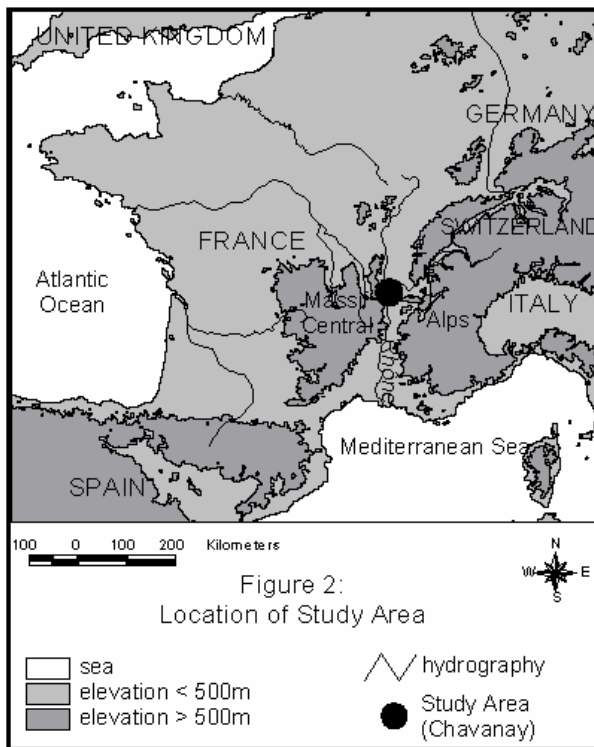 UNITED KINGDOM
GERMANY
SWITZERLAND
FRANCE
Atlantic
Ocean
Massif
Central
Alps
ITALY
Rhône
Mediterranean Sea
SPAIN
100 0 100 200 Kilometers
N
W E
S
Figure 2:
Location of Study Area
sea
elevation < 500m
elevation > 500m
hydrography
Study Area
(Chavanay)